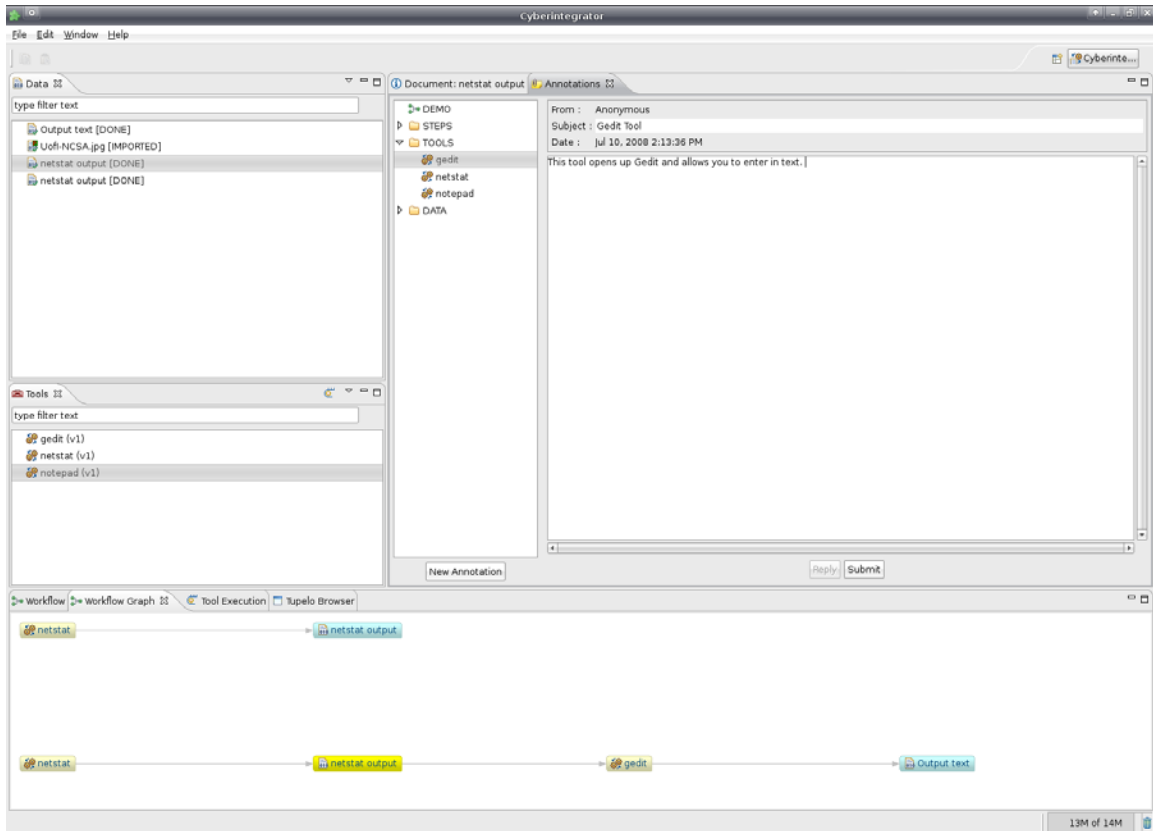 Cyberintegrator
File Edit Window Help
Cyberinte...
Data
type filter text
Output text [DONE]
UofI-NCSA.jpg [IMPORTED]
netstat output [DONE]
netstat output [DONE]
Tools
type filter text
gedit (v1)
netstat (v1)
notepad (v1)
Document: netstat output Annotations
DEMO
STEPS
TOOLS
gedit
netstat
notepad
DATA
New Annotation
From : Anonymous
Subject : Gedit Tool
Date : Jul 10, 2008 2:13:36 PM
This tool opens up Gedit and allows you to enter in text.
Reply Submit
Workflow Workflow Graph Tool Execution Tupelo Browser
netstat netstat output
netstat netstat output gedit Output text
13M of 14M